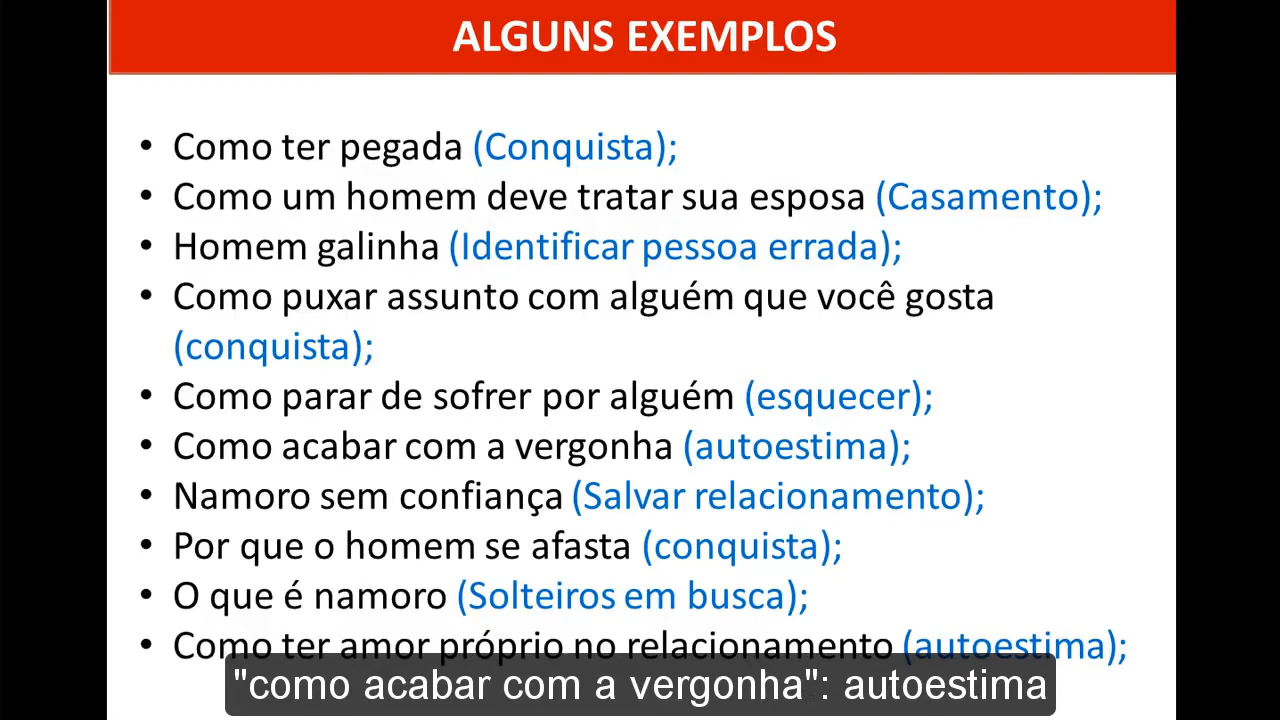 ALGUNS EXEMPLOS
• Como ter pegada (Conquista);
• Como um homem deve tratar sua esposa (Casamento);
• Homem galinha (Identificar pessoa errada);
• Como puxar assunto com alguém que você gosta
(conquista);
• Como parar de sofrer por alguém (esquecer);
• Como acabar com a vergonha (autoestima);
• Namoro sem confiança (Salvar relacionamento);
• Por que o homem se afasta (conquista);
• O que é namoro (Solteiros em busca);
• Como ter amor próprio no relacionamento (autoestima);
"como acabar com a vergonha": autoestima